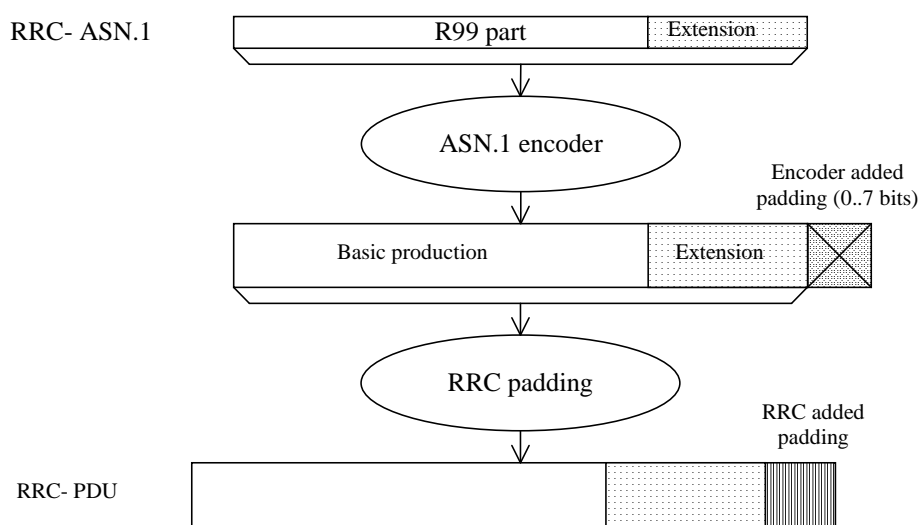 RRC- ASN.1
R99 part
Extension
ASN.1 encoder
Encoder added
padding (0..7 bits)
Basic production
Extension
RRC padding
RRC added
padding
RRC- PDU